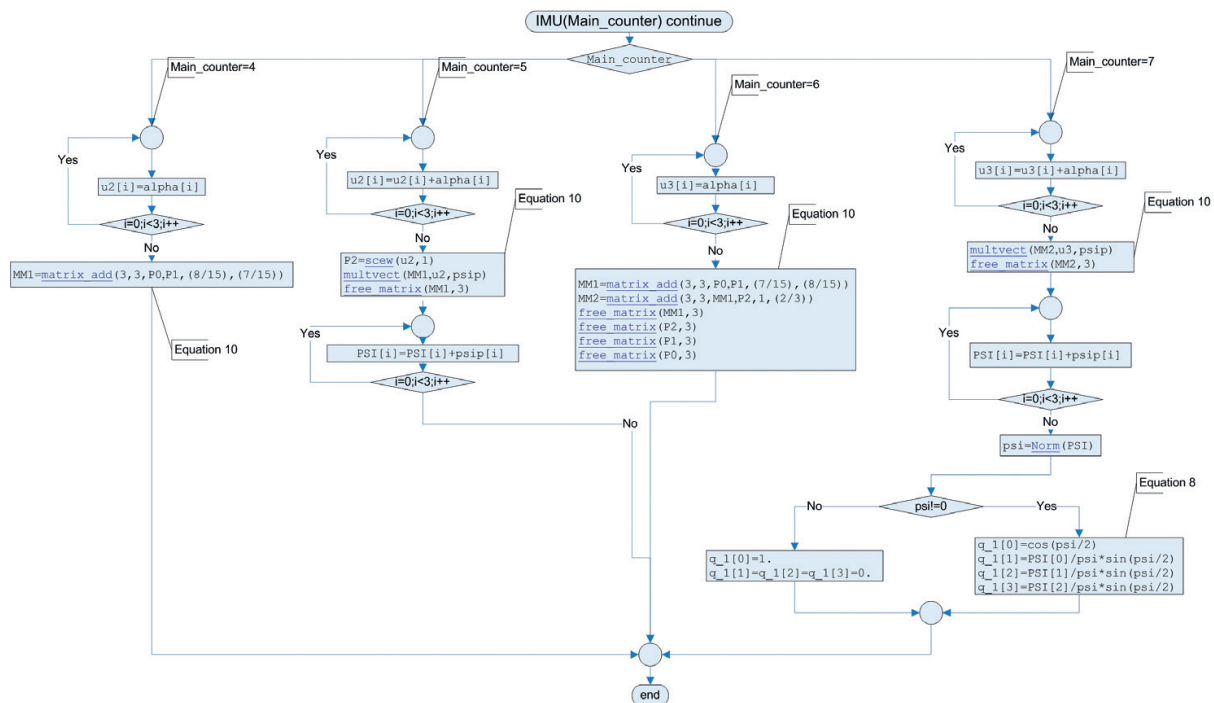 IMU(Main_counter) continue
Main_counter
Main_counter=4
Yes
u2[i]=alpha[i]
i=0;i<3;i++
No
MM1=matrix_add(3,3,P0,P1,(8/15),(7/15))
Equation 10
Main_counter=5
Yes
u2[i]=u2[i]+alpha[i]
i=0;i<3;i++
Equation 10
No
P2=scew(u2,1)
multvect(MM1,u2,psip)
free_matrix(MM1,3)
Yes
PSI[i]=PSI[i]+psip[i]
i=0;i<3;i++
No
Main_counter=6
Yes
u3[i]=alpha[i]
i=0;i<3;i++
Equation 10
No
MM1=matrix_add(3,3,P0,P1,(7/15),(8/15))
MM2=matrix_add(3,3,MM1,P2,1,(2/3))
free_matrix(MM1,3)
free_matrix(P2,3)
free_matrix(P1,3)
free_matrix(P0,3)
Main_counter=7
Yes
u3[i]=u3[i]+alpha[i]
i=0;i<3;i++
Equation 10
No
multvect(MM2,u3,psip)
free_matrix(MM2,3)
Yes
PSI[i]=PSI[i]+psip[i]
i=0;i<3;i++
No
psi=Norm(PSI)
psi!=0
No
Yes
Equation 8
q_1[0]=1.
q_1[1]=q_1[2]=q_1[3]=0.
q_1[0]=cos(psi/2)
q_1[1]=PSI[0]/psi*sin(psi/2)
q_1[2]=PSI[1]/psi*sin(psi/2)
q_1[3]=PSI[2]/psi*sin(psi/2)
end